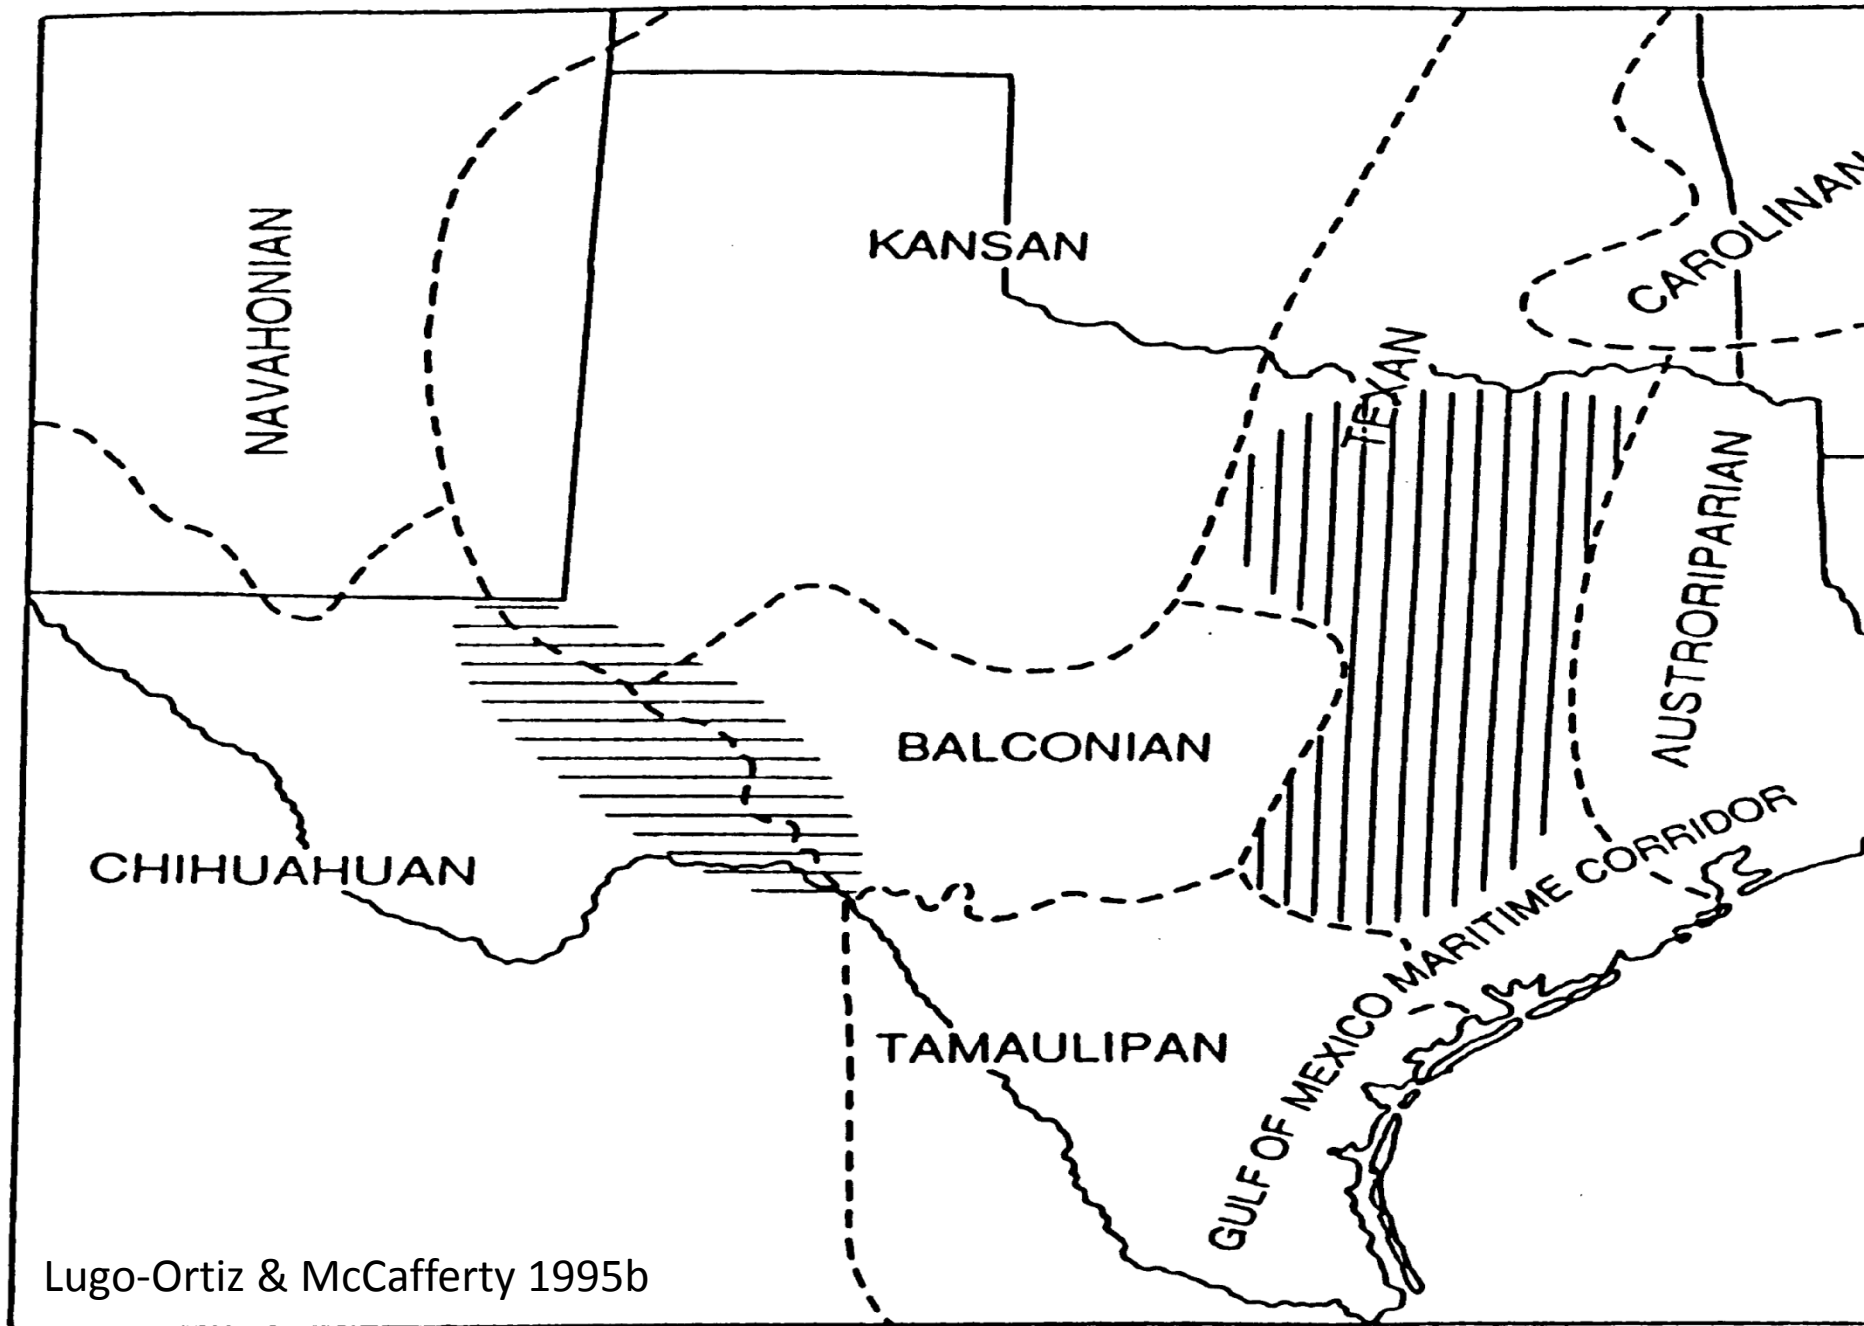 NAVAHONIAN
KANSAN
CAROLINAN
TEXAN
AUSTRORIPARIAN
BALCONIAN
CHIHUAHUAN
TAMAULIPAN
GULF OF MEXICO MARITIME CORRIDOR
Lugo-Ortiz & McCafferty 1995b